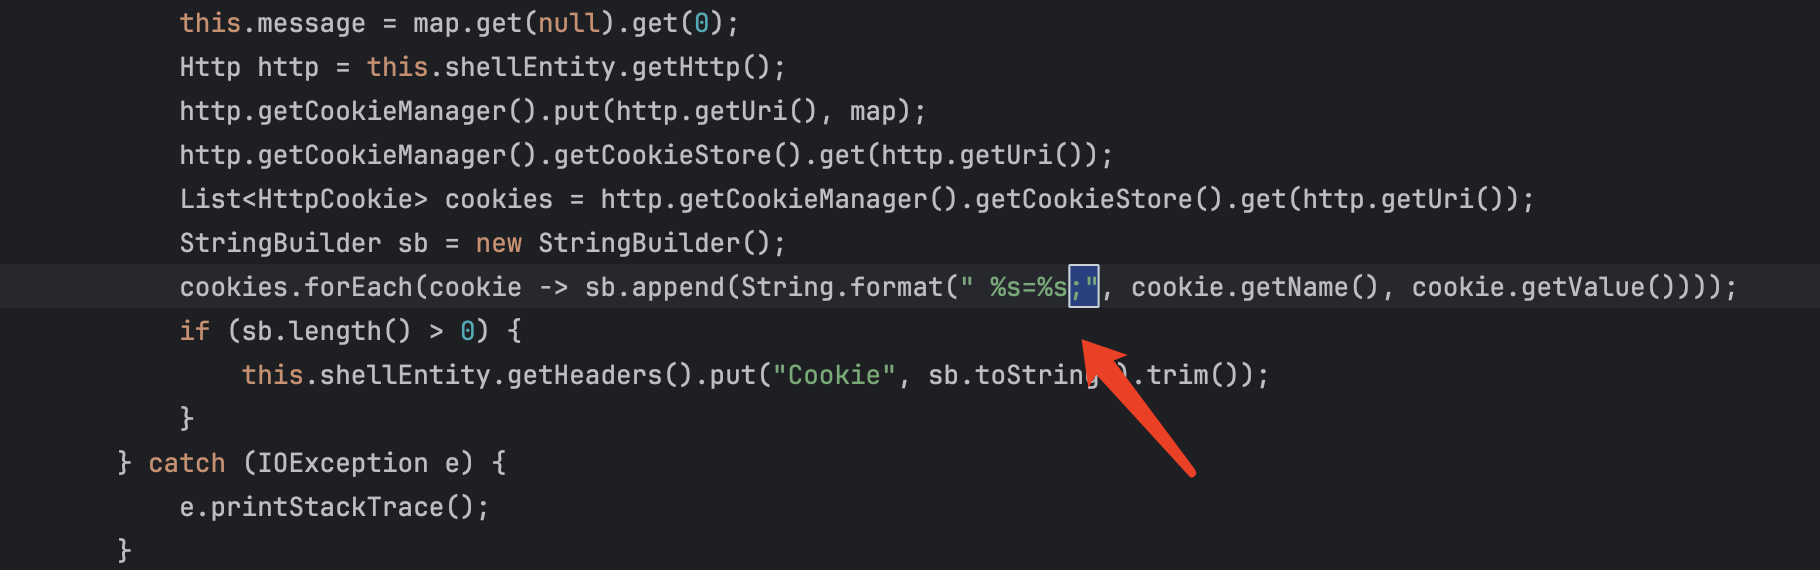 this.message = map.get(null).get(0);
Http http = this.shellEntity.getHttp();
http.getCookieManager().put(http.getUri(), map);
http.getCookieManager().getCookieStore().get(http.getUri());
List<HttpCookie> cookies = http.getCookieManager().getCookieStore().get(http.getUri());
StringBuilder sb = new StringBuilder();
cookies.forEach(cookie -> sb.append(String.format(" %s=%s;", cookie.getName(), cookie.getValue())));
if (sb.length() > 0) {
this.shellEntity.getHeaders().put("Cookie", sb.toString().trim());
}
} catch (IOException e) {
e.printStackTrace();
}